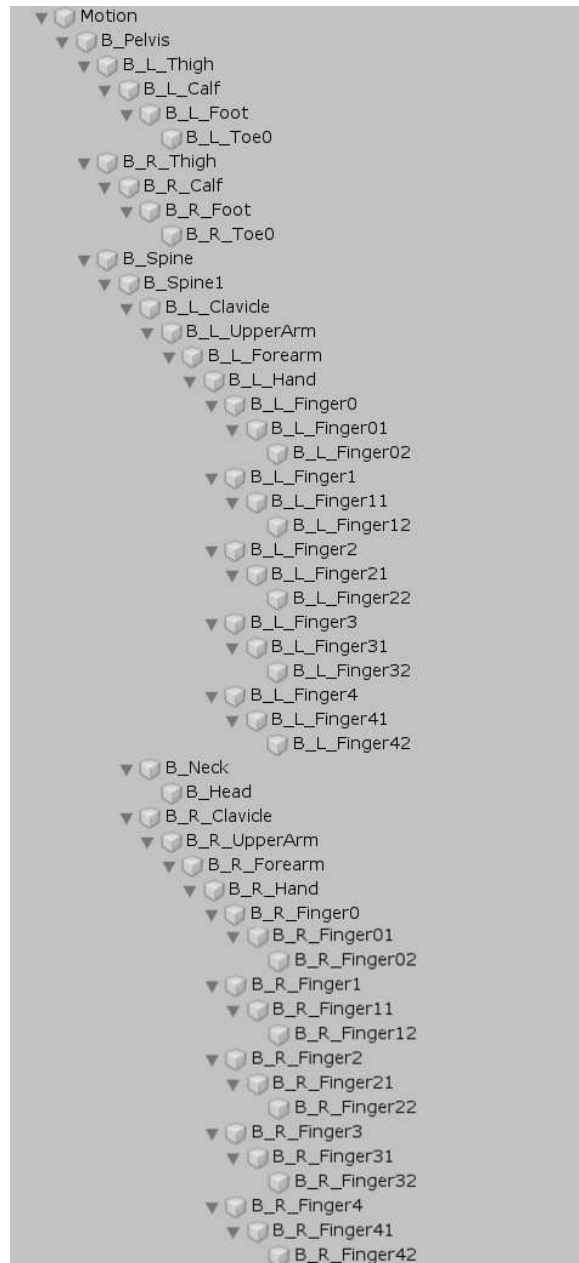 Motion
B_Pelvis
B_L_Thigh
B_L_Calf
B_L_Foot
B_L_Toe0
B_R_Thigh
B_R_Calf
B_R_Foot
B_R_Toe0
B_Spine
B_Spine1
B_L_Clavicle
B_L_UpperArm
B_L_Forearm
B_L_Hand
B_L_Finger0
B_L_Finger01
B_L_Finger02
B_L_Finger1
B_L_Finger11
B_L_Finger12
B_L_Finger2
B_L_Finger21
B_L_Finger22
B_L_Finger3
B_L_Finger31
B_L_Finger32
B_L_Finger4
B_L_Finger41
B_L_Finger42
B_Neck
B_Head
B_R_Clavicle
B_R_UpperArm
B_R_Forearm
B_R_Hand
B_R_Finger0
B_R_Finger01
B_R_Finger02
B_R_Finger1
B_R_Finger11
B_R_Finger12
B_R_Finger2
B_R_Finger21
B_R_Finger22
B_R_Finger3
B_R_Finger31
B_R_Finger32
B_R_Finger4
B_R_Finger41
B_R_Finger42